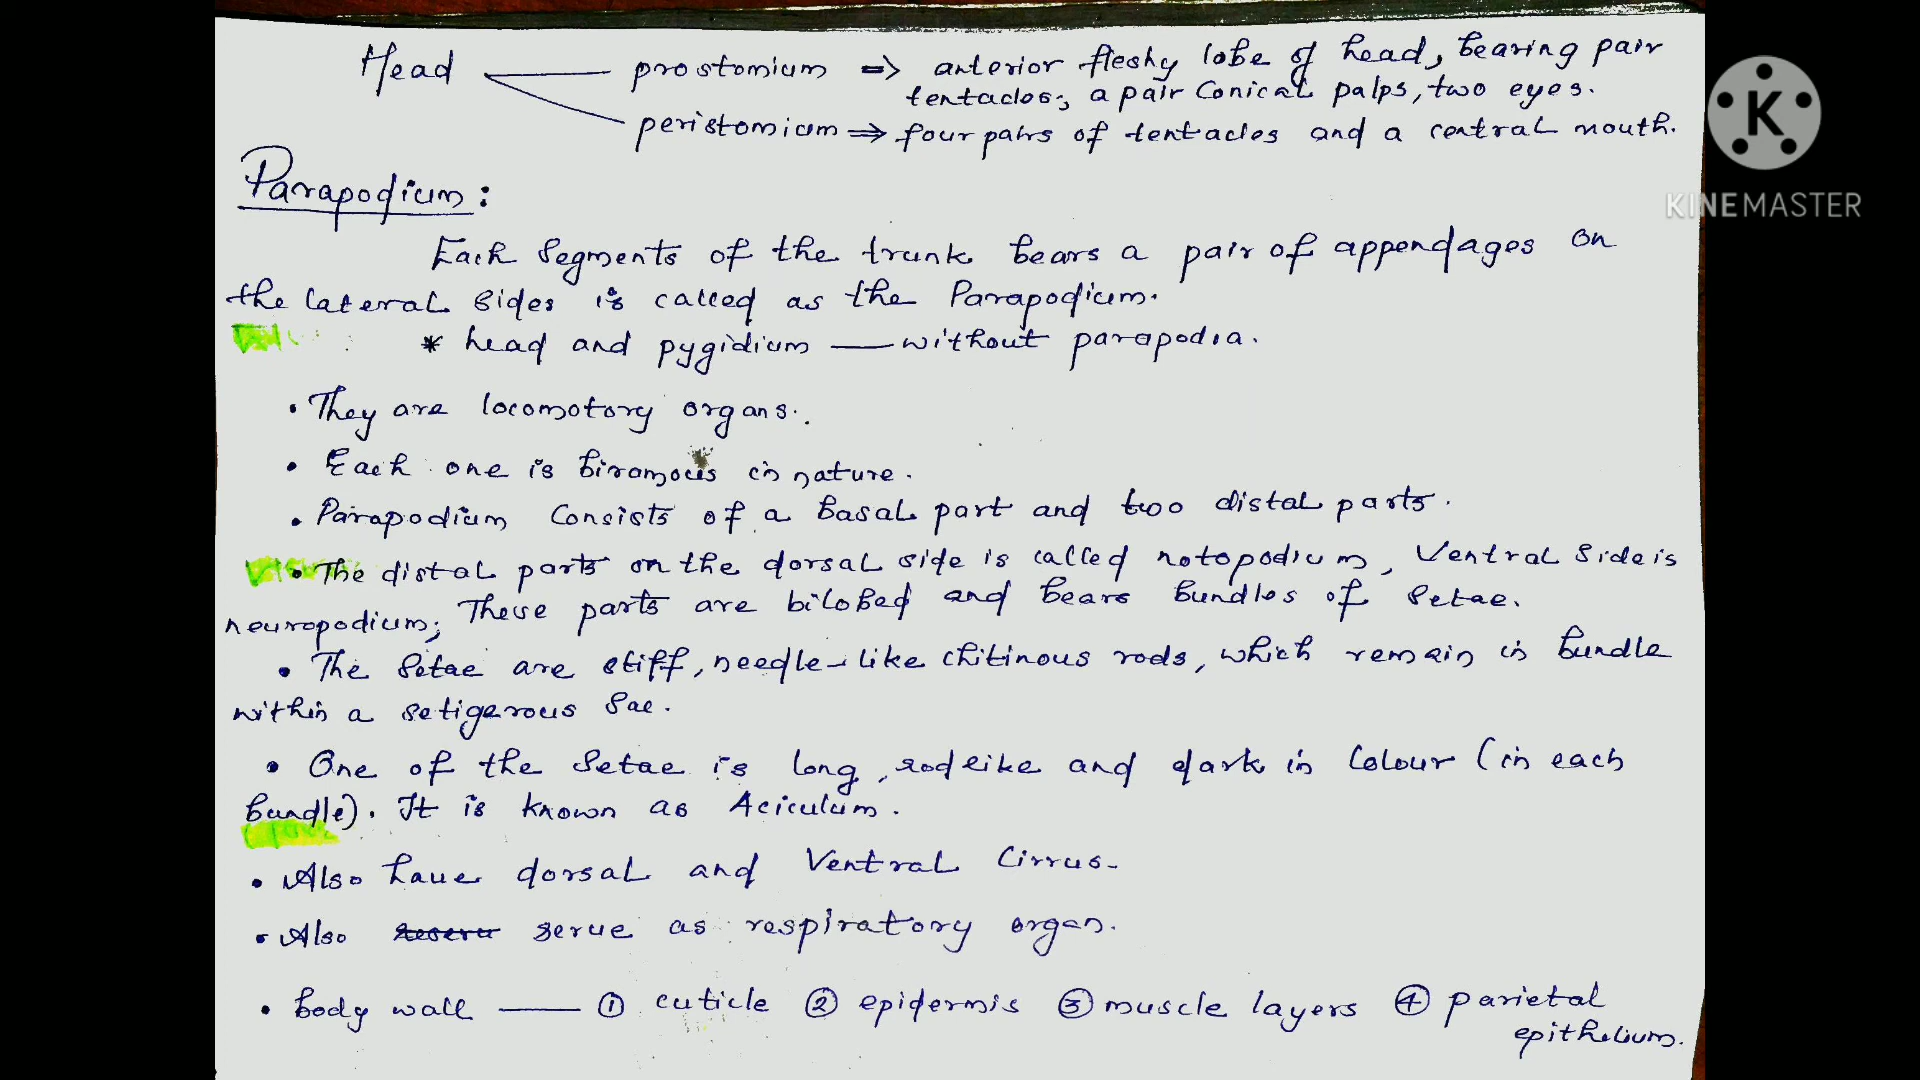 Head — prostomium => anterior fleshy lobe of head, bearing pair
tentacles, a pair Conical palps, two eyes.
peristomium => four pairs of tentacles and a central mouth.
K
KINEMASTER
Parapodium:
Each segments of the trunk bears a pair of appendages on
the lateral sides is called as the Parapodium.
* head and pygidium — without parapodia.
• They are locomotory organs.
• Each one is biramous in nature.
• Parapodium Consists of a basal part and two distal parts.
• The distal parts on the dorsal side is called notopodium, Ventral side is
neuropodium; These parts are bilobed and bears bundles of Setae.
• The Setae are stiff, needle-like chitinous rods, which remain in bundle
within a setigerous Sac.
• One of the Setae is long, rodlike and dark in Colour (in each
bundle). It is known as Aciculum.
• Also have dorsal and Ventral Cirrus.
• Also serve as respiratory organ.
• body wall — ① cuticle ② epidermis ③ muscle layers ④ parietal
epithelium.